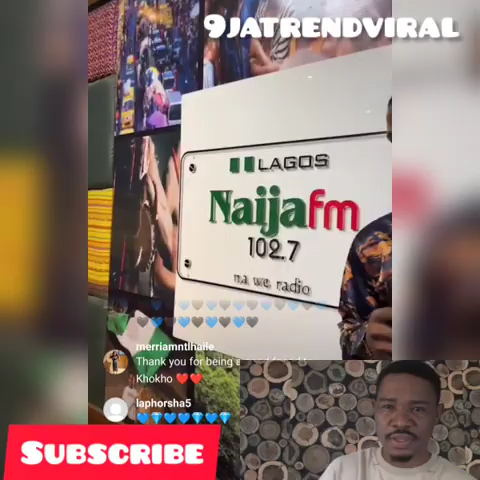 9JATRENDVIRAL
LAGOS
Naijafm
102.7
na we radio
merriamntlhaile
Thank you for being a
Khokho ❤️❤️
laphorsha5
💙💎💙💙💎💙💎
SUBSCRIBE